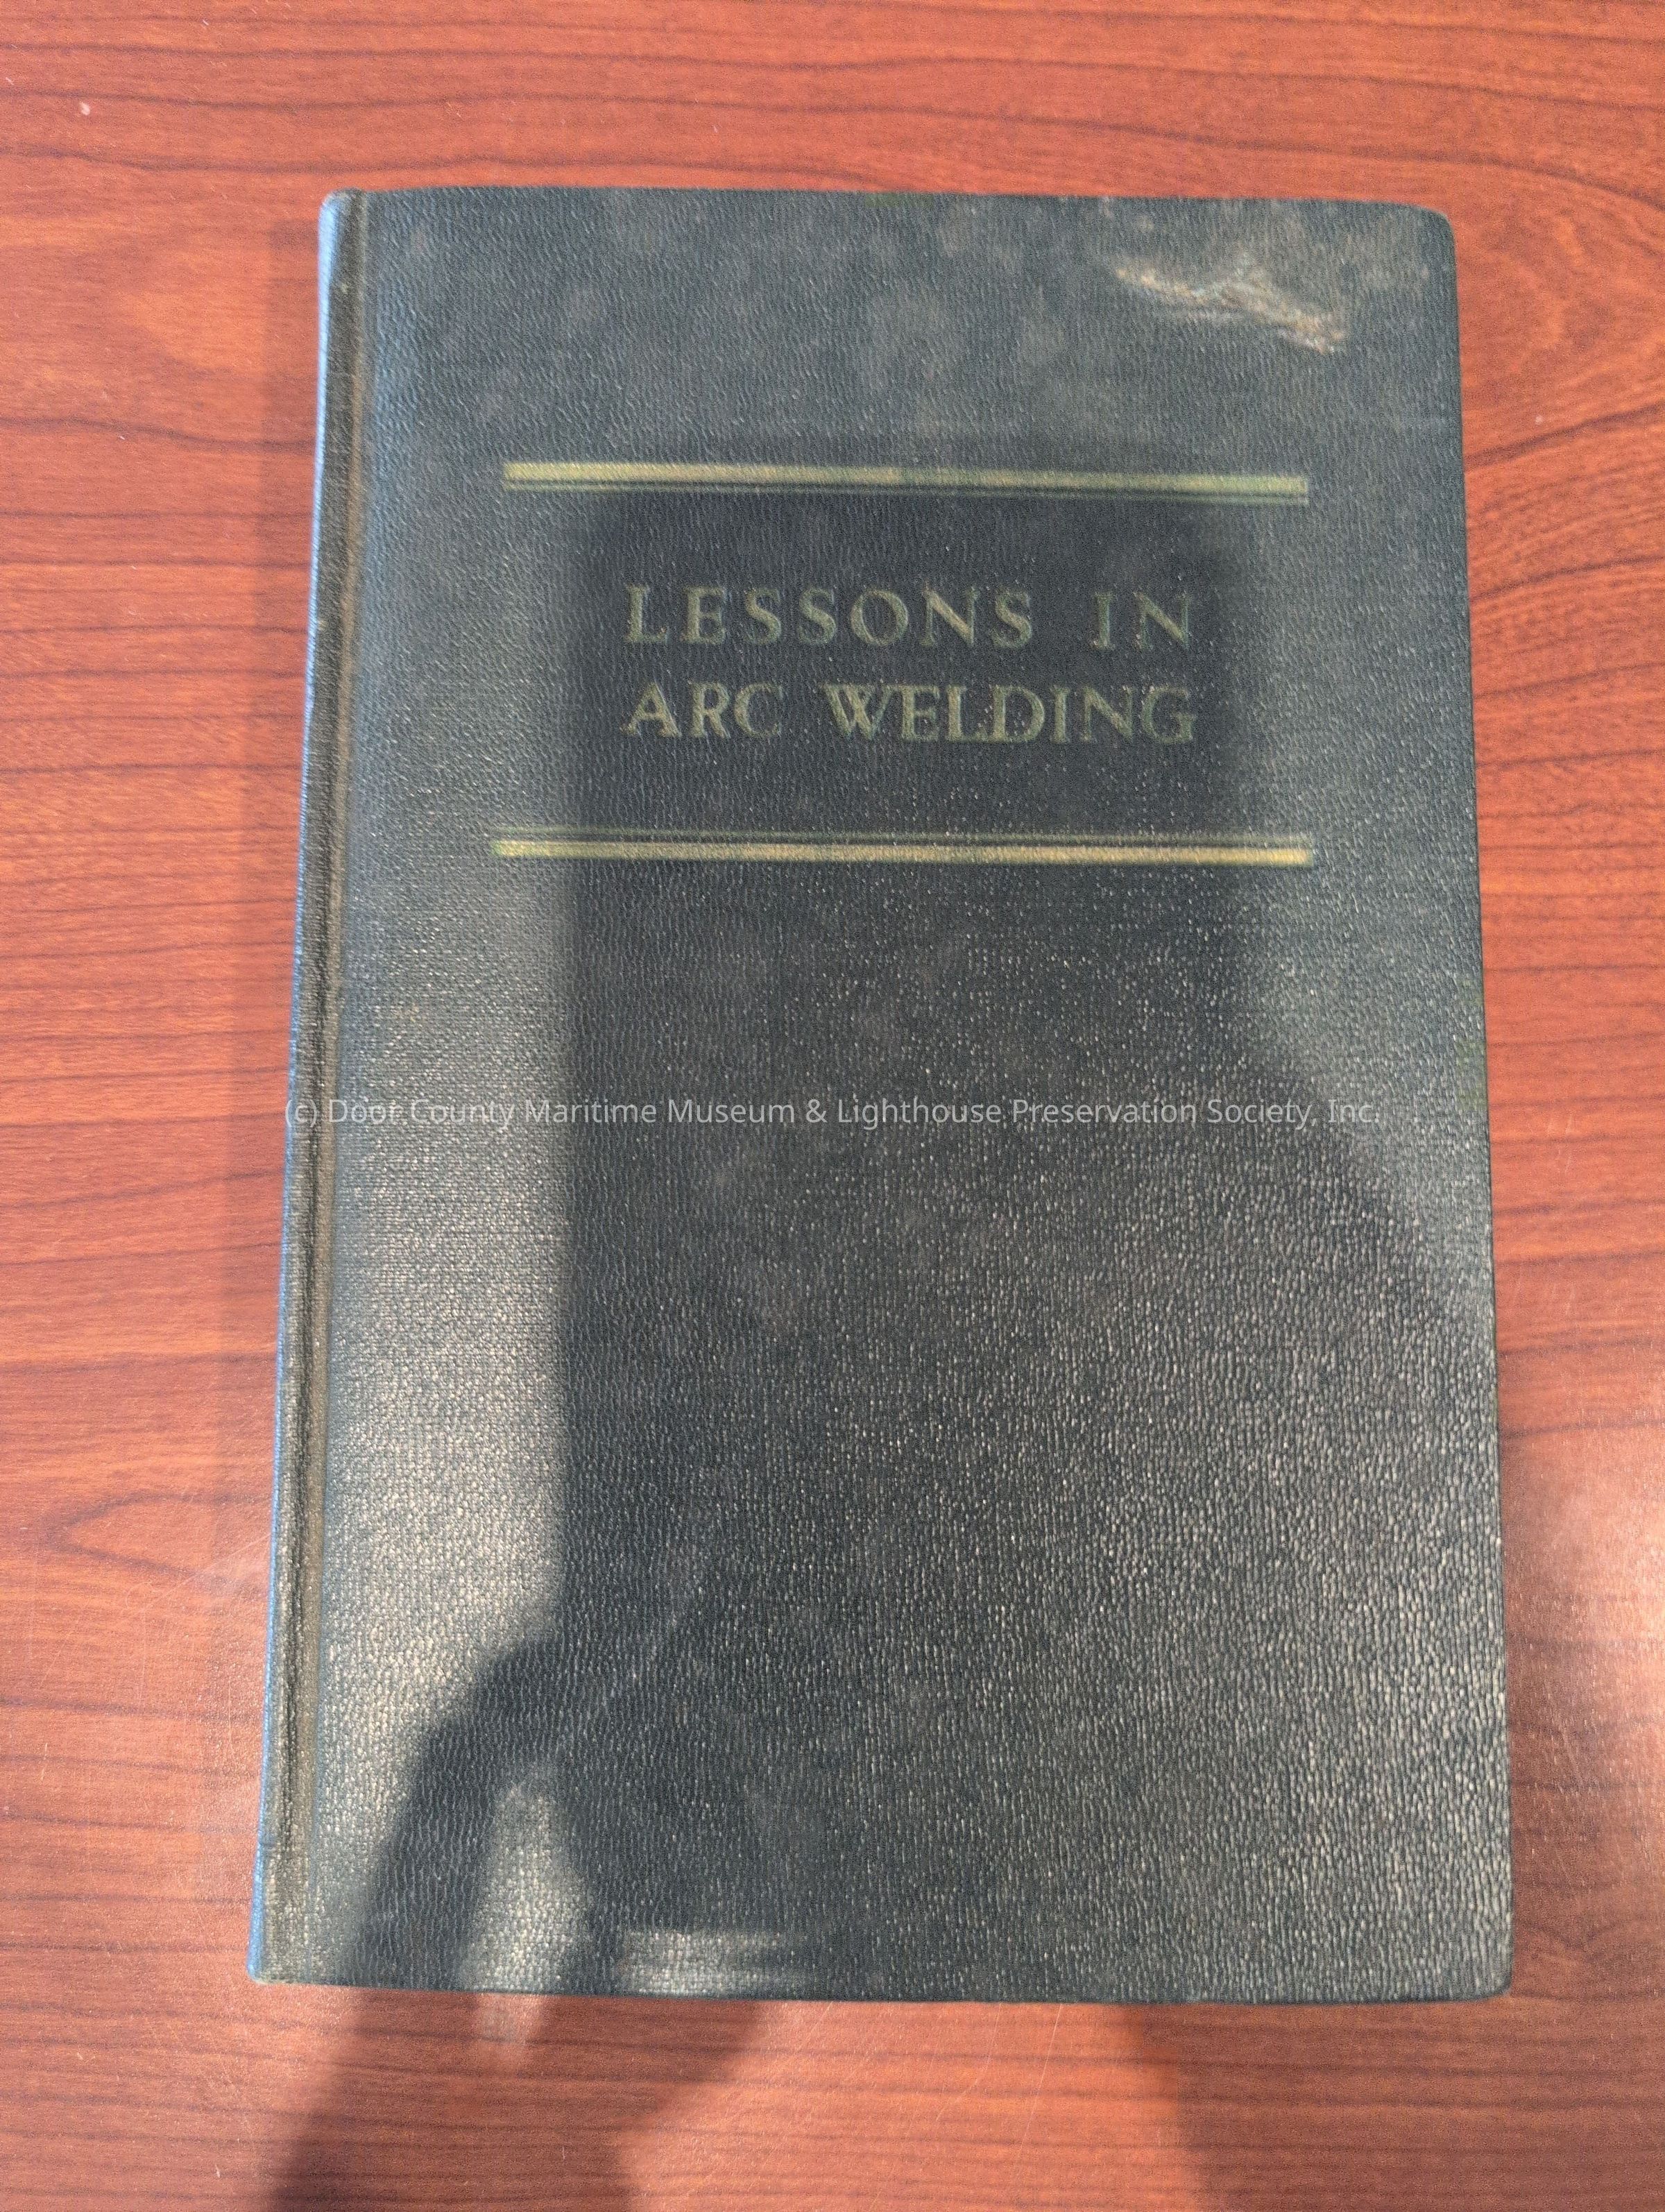 LESSONS IN
ARC WELDING
(c) Door County Maritime Museum & Lighthouse Preservation Society, Inc.